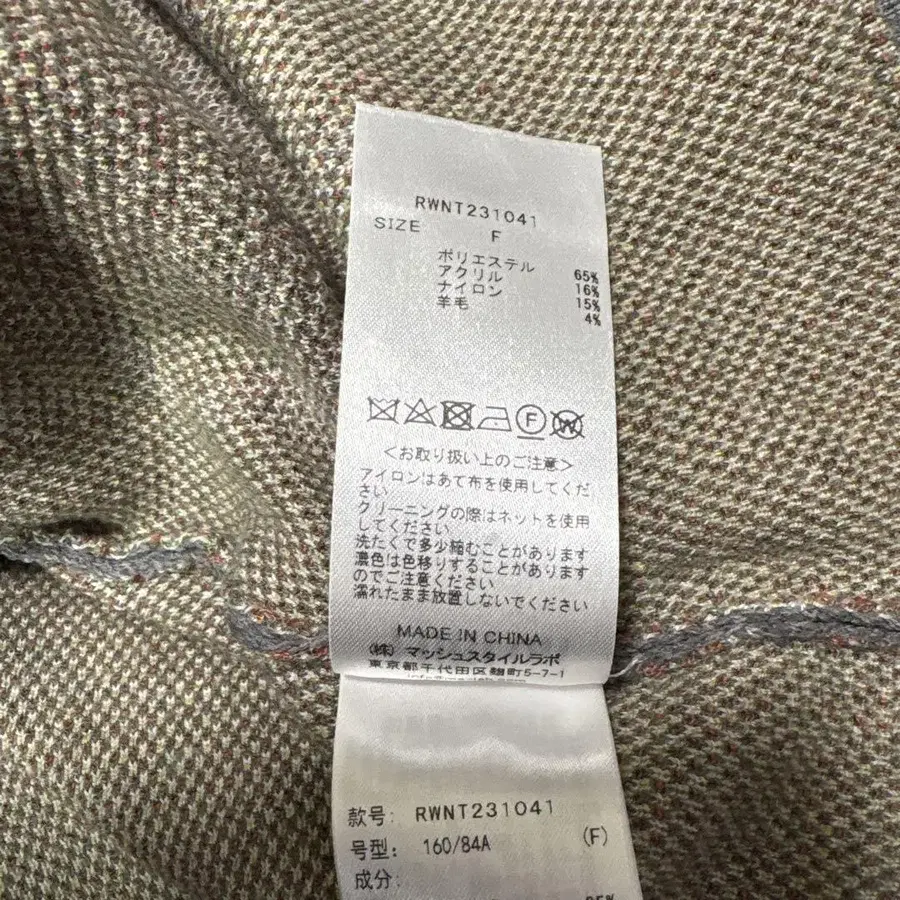 RWNT231041
SIZE F
ポリエステル 65%
アクリル 16%
ナイロン 15%
羊毛 4%
F W
<お取り扱い上のご注意>
アイロンはあて布を使用してくだ
さい
クリーニングの際はネットを使用
してください
洗たくで多少縮むことがあります
濃色は色移りすることがあります
のでご注意ください
濡れたまま放置しないでください
MADE IN CHINA
(株) マッシュスタイルラボ
東京都千代田区麹町5-7-1
款号: RWNT231041
号型: 160/84A (F)
成分: